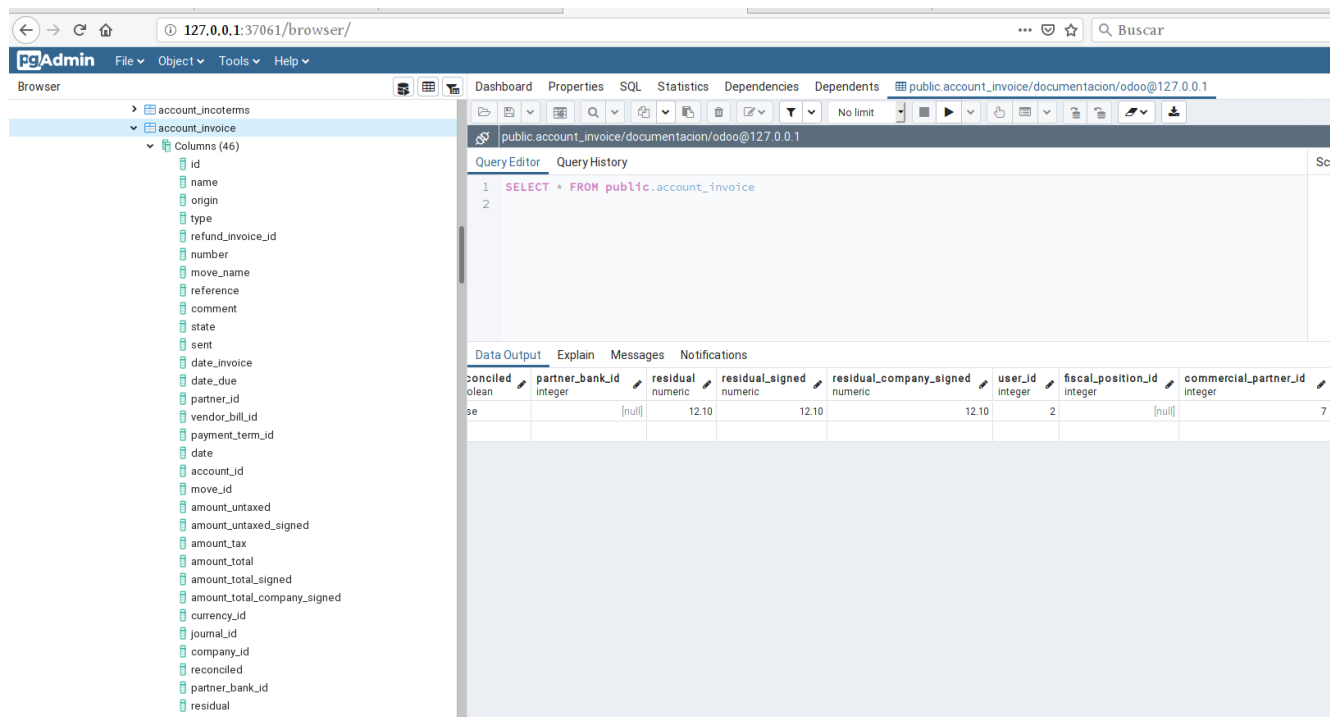 127.0.0.1:37061/browser/
Buscar
pgAdmin File Object Tools Help
Browser
Dashboard Properties SQL Statistics Dependencies Dependents public.account_invoice/documentacion/odoo@127.0.0.1
No limit
public.account_invoice/documentacion/odoo@127.0.0.1
Query Editor Query History Sc
1 SELECT * FROM public.account_invoice
2
account_incoterms
account_invoice
Columns (46)
id
name
origin
type
refund_invoice_id
number
move_name
reference
comment
state
sent
date_invoice
date_due
partner_id
vendor_bill_id
payment_term_id
date
account_id
move_id
amount_untaxed
amount_untaxed_signed
amount_tax
amount_total
amount_total_signed
amount_total_company_signed
currency_id
journal_id
company_id
reconciled
partner_bank_id
residual
Data Output Explain Messages Notifications
conciled partner_bank_id residual residual_signed residual_company_signed user_id fiscal_position_id commercial_partner_id
olean integer numeric numeric numeric integer integer integer
se [null] 12.10 12.10 12.10 2 [null] 7